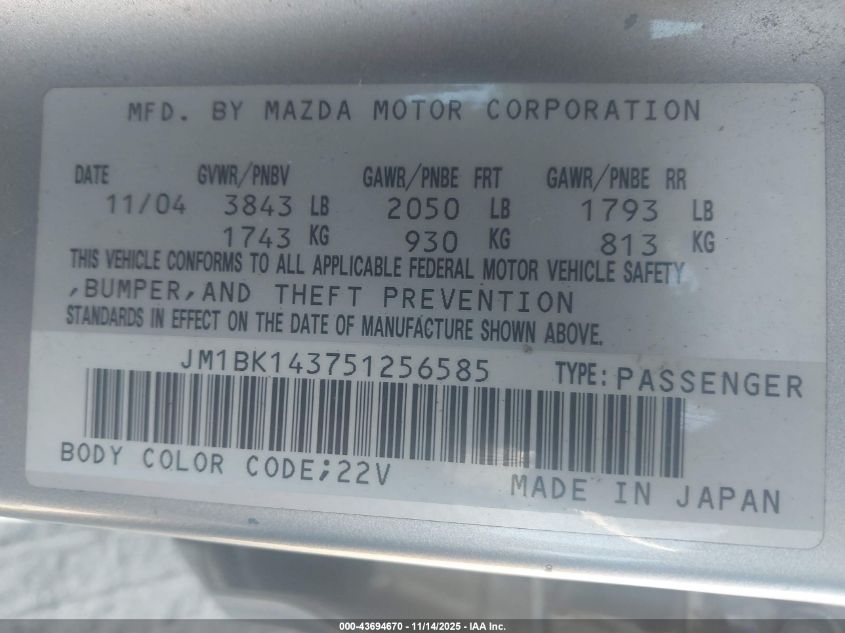 MFD. BY MAZDA MOTOR CORPORATION
DATE GVWR/PNBV GAWR/PNBE FRT GAWR/PNBE RR
11/04 3843 LB 2050 LB 1793 LB
1743 KG 930 KG 813 KG
THIS VEHICLE CONFORMS TO ALL APPLICABLE FEDERAL MOTOR VEHICLE SAFETY
,BUMPER,AND THEFT PREVENTION
STANDARDS IN EFFECT ON THE DATE OF MANUFACTURE SHOWN ABOVE.
JM1BK143751256585 TYPE: PASSENGER
BODY COLOR CODE;22V
MADE IN JAPAN
000-43694670 - 11/14/2025 - IAA Inc.